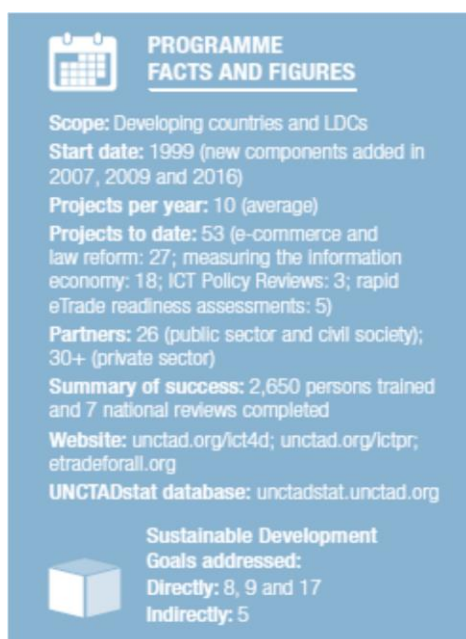 PROGRAMME
FACTS AND FIGURES
Scope: Developing countries and LDCs
Start date: 1999 (new components added in
2007, 2009 and 2016)
Projects per year: 10 (average)
Projects to date: 53 (e-commerce and
law reform: 27; measuring the information
economy: 18; ICT Policy Reviews: 3; rapid
eTrade readiness assessments: 5)
Partners: 26 (public sector and civil society);
30+ (private sector)
Summary of success: 2,650 persons trained
and 7 national reviews completed
Website: unctad.org/ict4d; unctad.org/ictpr;
etradeforall.org
UNCTADstat database: unctadstat.unctad.org
Sustainable Development
Goals addressed:
Directly: 8, 9 and 17
Indirectly: 5